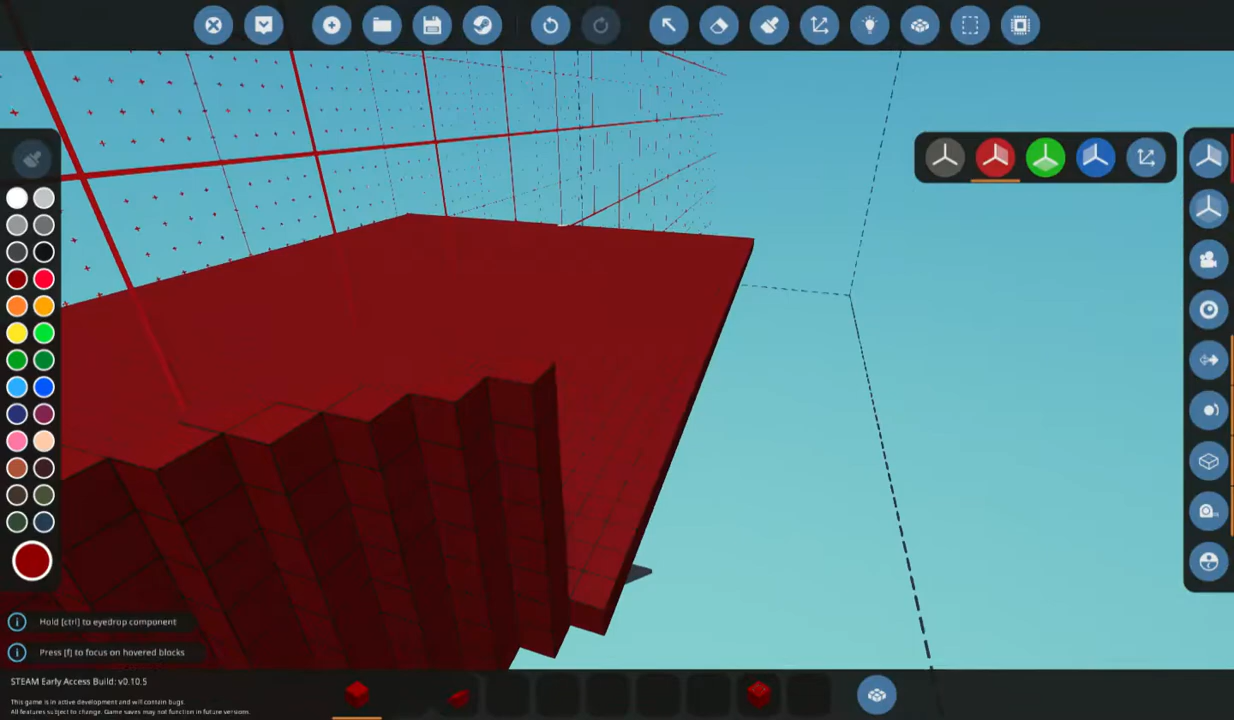 Hold [ctrl] to eyedrop component
Press [f] to focus on hovered blocks
STEAM Early Access Build: v0.10.5
This game is in active development and will contain bugs.
All features subject to change. Game saves may not function in future versions.